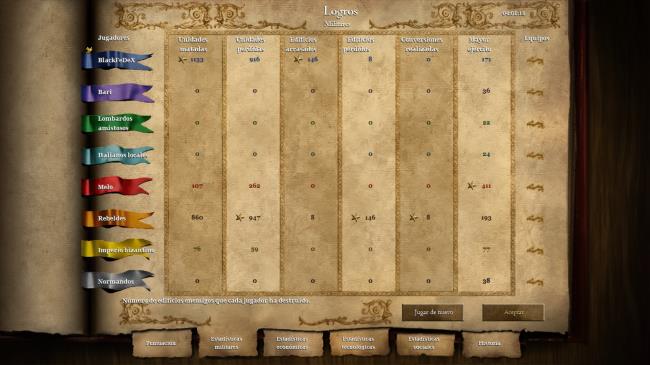 Logros
Militares
Jugadores
Unidades matadas
Unidades perdidas
Edificios arrasados
Edificios perdidos
Conversiones realizadas
Mayor ejército
Equipos
BlackFeDeX 1133 916 146 8 0 171
Bari 0 0 0 0 0 36
Lombardos amistosos 0 0 0 0 0 22
Italianos locales 0 0 0 0 0 24
Melo 107 262 0 0 0 411
Rebeldes 860 947 8 146 8 193
Imperio bizantino 76 59 0 0 0 77
Normandos 0 0 0 0 0 38
Número de edificios enemigos que cada jugador ha destruido.
Jugar de nuevo
Aceptar
Puntuación
Estadísticas militares
Estadísticas económicas
Estadísticas tecnológicas
Estadísticas sociales
Historia